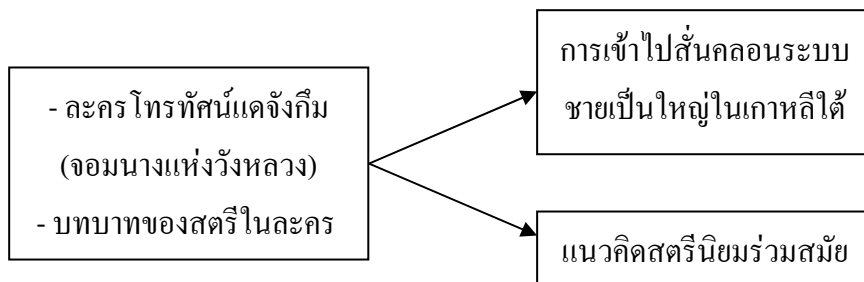 - ละครโทรทัศน์แดจังกึม
(จอมนางแห่งวังหลวง)
- บทบาทของสตรีในละคร
การเข้าไปสั่นคลอนระบบ
ชายเป็นใหญ่ในเกาหลีใต้
แนวคิดสตรีนิยมร่วมสมัย